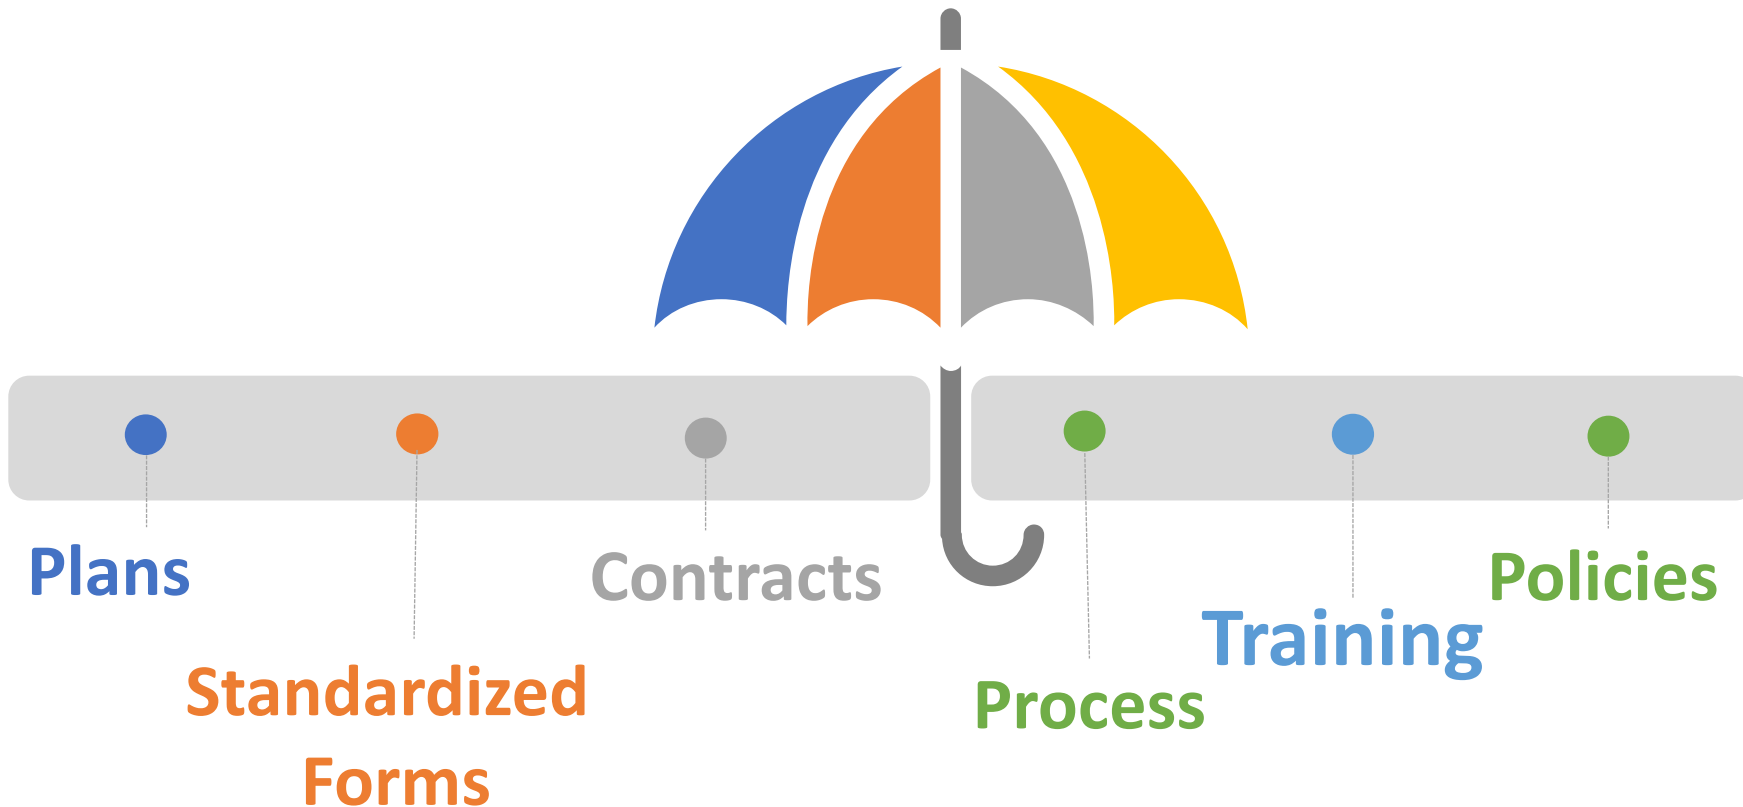 Plans
Standardized
Forms
Contracts
Process
Training
Policies